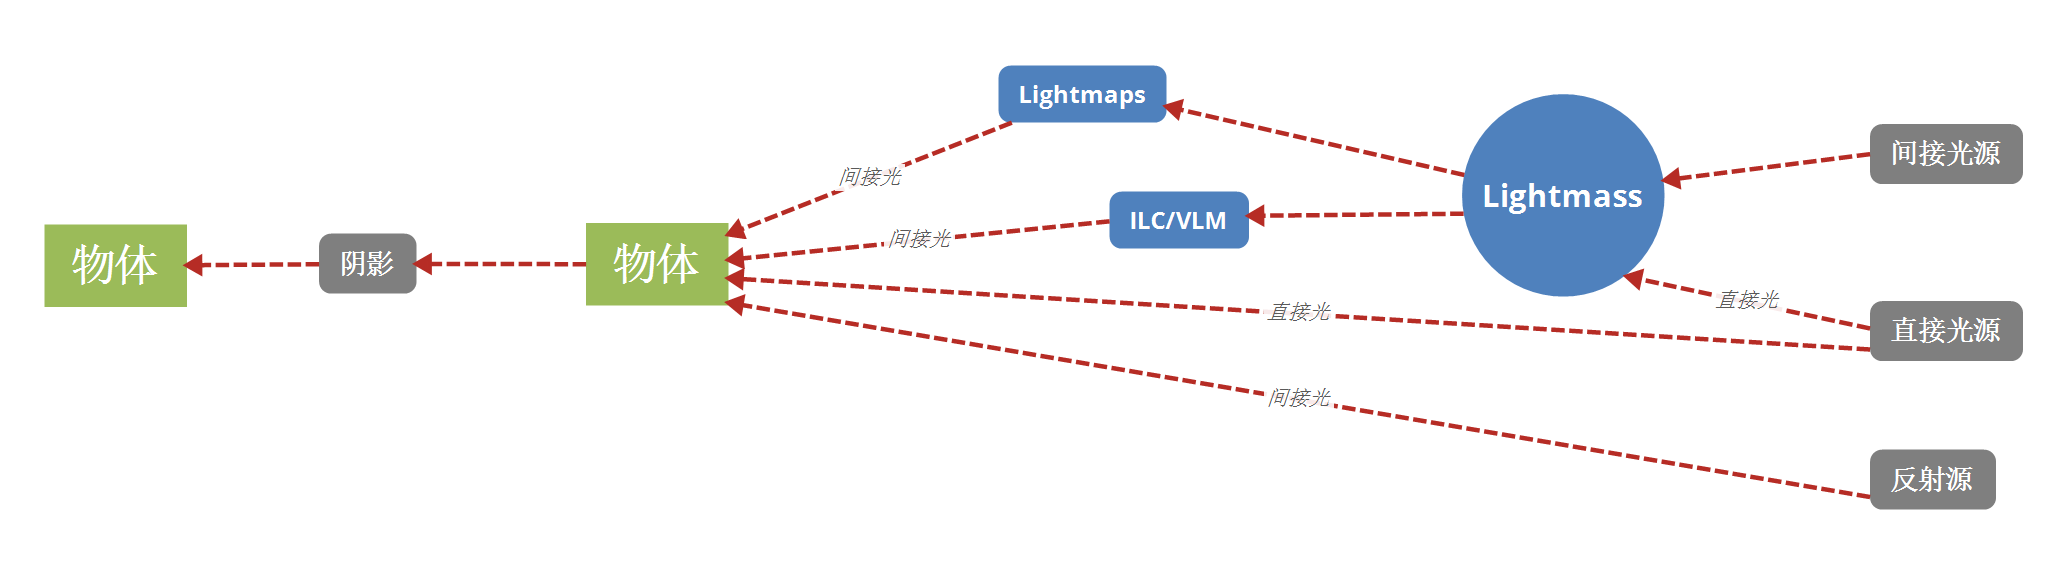 Lightmaps
间接光源
间接光
Lightmass
ILC/VLM
间接光
物体
阴影
物体
直接光
直接光
直接光源
间接光
反射源